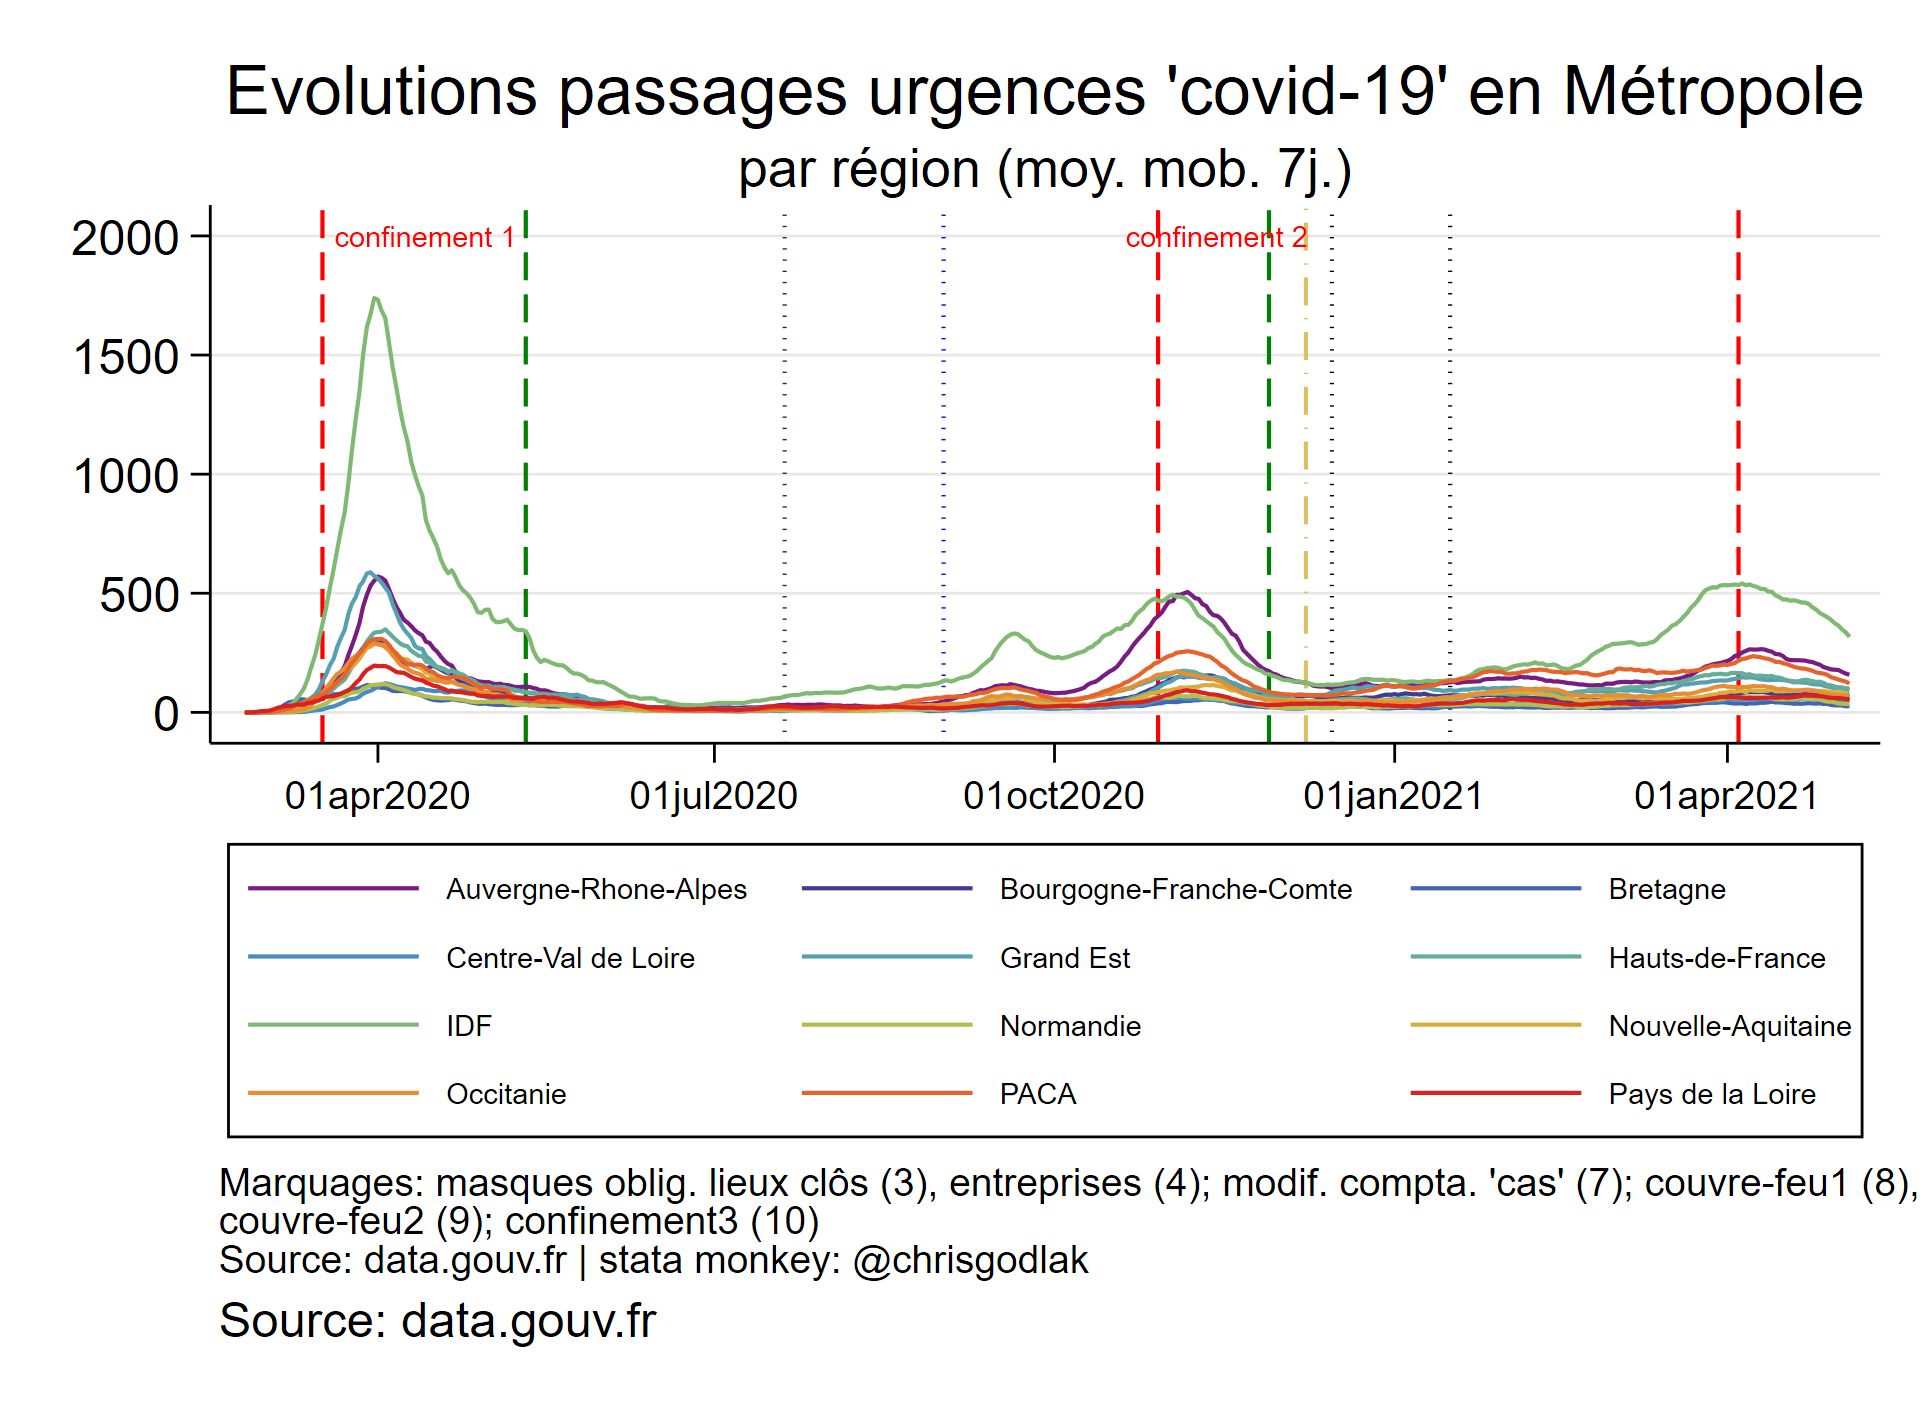 Evolutions passages urgences 'covid-19' en Métropole
par région (moy. mob. 7j.)
confinement 1
confinement 2
2000
1500
1000
500
0
01apr2020
01jul2020
01oct2020
01jan2021
01apr2021
Auvergne-Rhone-Alpes
Bourgogne-Franche-Comte
Bretagne
Centre-Val de Loire
Grand Est
Hauts-de-France
IDF
Normandie
Nouvelle-Aquitaine
Occitanie
PACA
Pays de la Loire
Marquages: masques oblig. lieux clôs (3), entreprises (4); modif. compta. 'cas' (7); couvre-feu1 (8),
couvre-feu2 (9); confinement3 (10)
Source: data.gouv.fr | stata monkey: @chrisgodlak
Source: data.gouv.fr